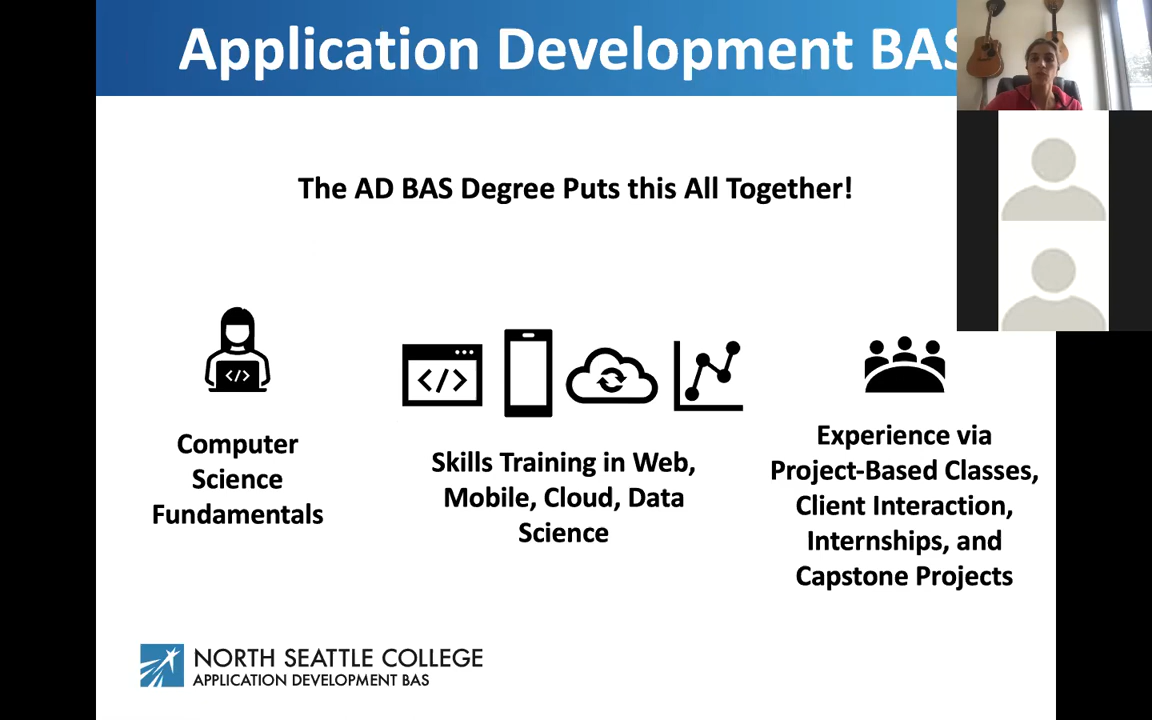 Application Development BAS
The AD BAS Degree Puts this All Together!
</>
</>
Computer
Science
Fundamentals
Skills Training in Web,
Mobile, Cloud, Data
Science
Experience via
Project-Based Classes,
Client Interaction,
Internships, and
Capstone Projects
NORTH SEATTLE COLLEGE
APPLICATION DEVELOPMENT BAS